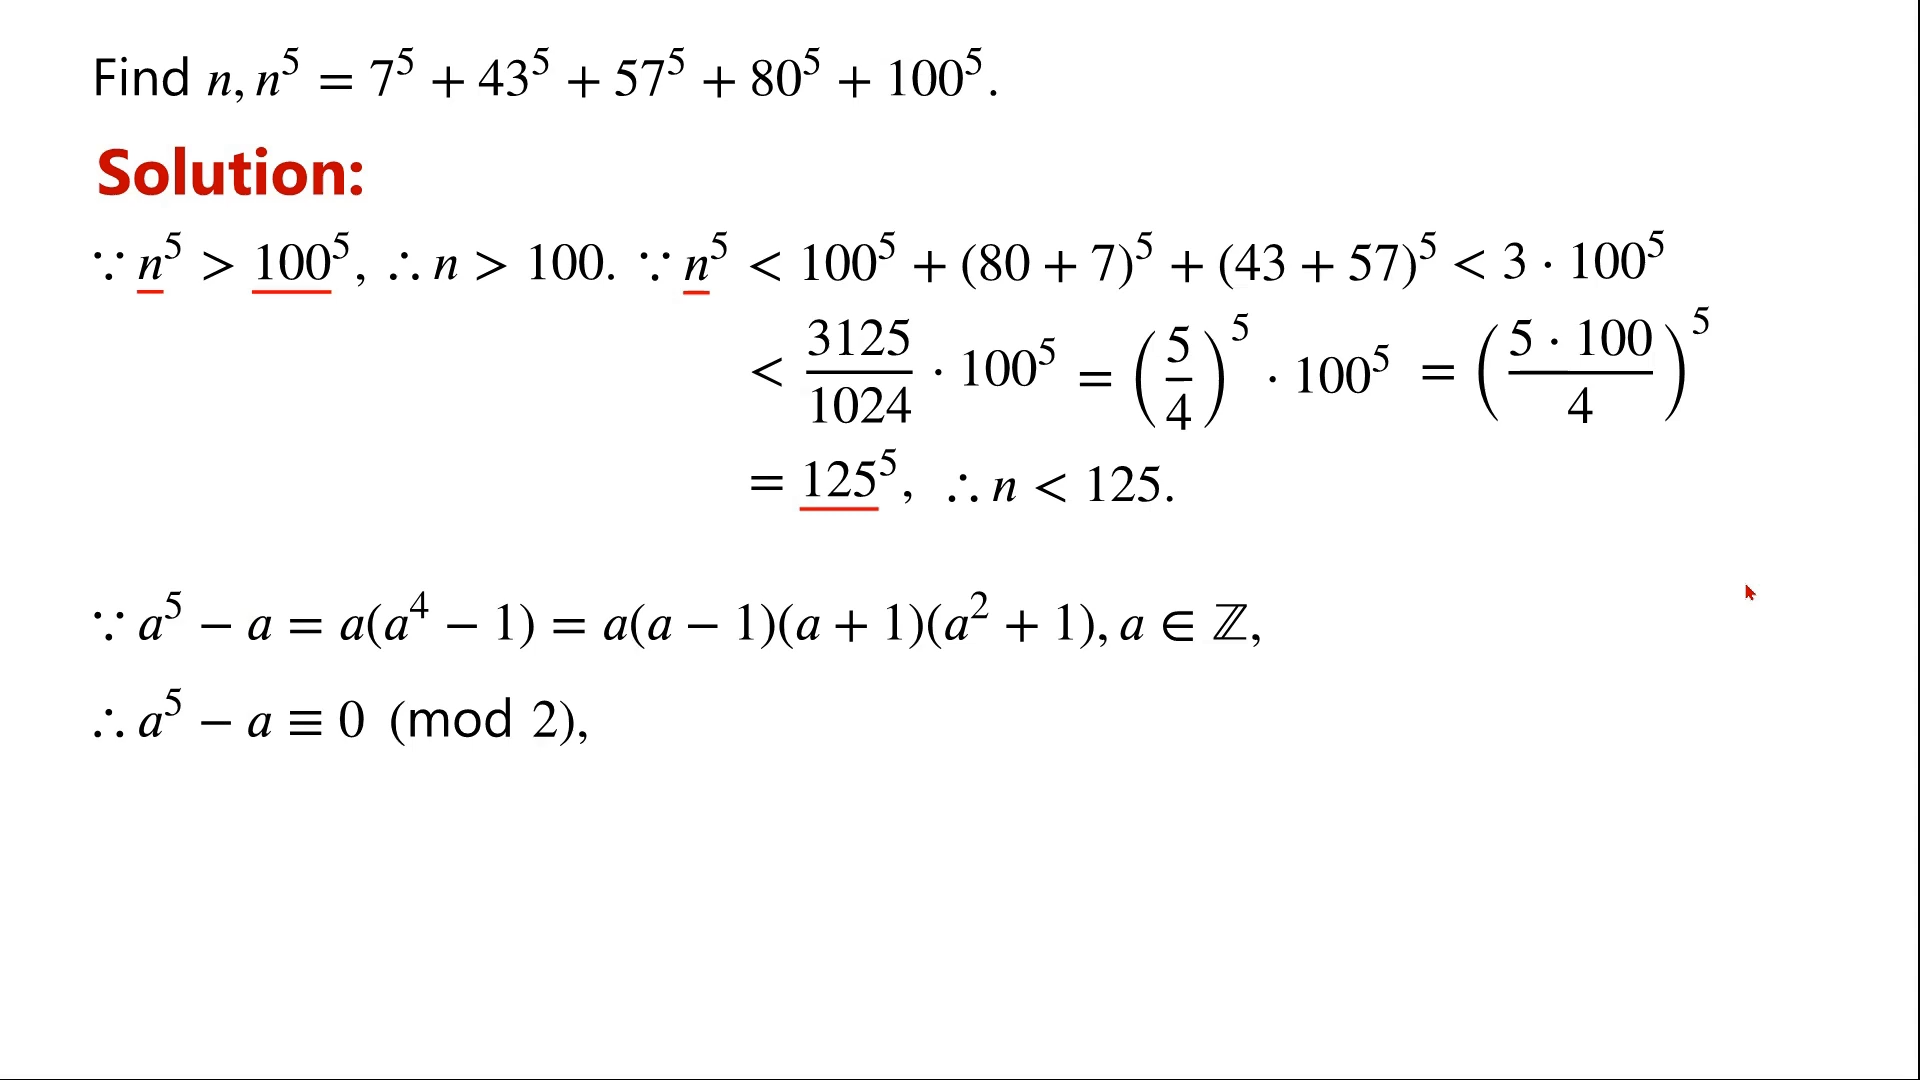 Find n, n⁵ = 7⁵ + 43⁵ + 57⁵ + 80⁵ + 100⁵.
Solution:
∵ n⁵ > 100⁵, ∴ n > 100. ∵ n⁵ < 100⁵ + (80 + 7)⁵ + (43 + 57)⁵ < 3 · 100⁵
< 3125/1024 · 100⁵ = (5/4)⁵ · 100⁵ = (5 · 100/4)⁵
= 125⁵, ∴ n < 125.
∵ a⁵ − a = a(a⁴ − 1) = a(a − 1)(a + 1)(a² + 1), a ∈ ℤ,
∴ a⁵ − a ≡ 0 (mod 2),